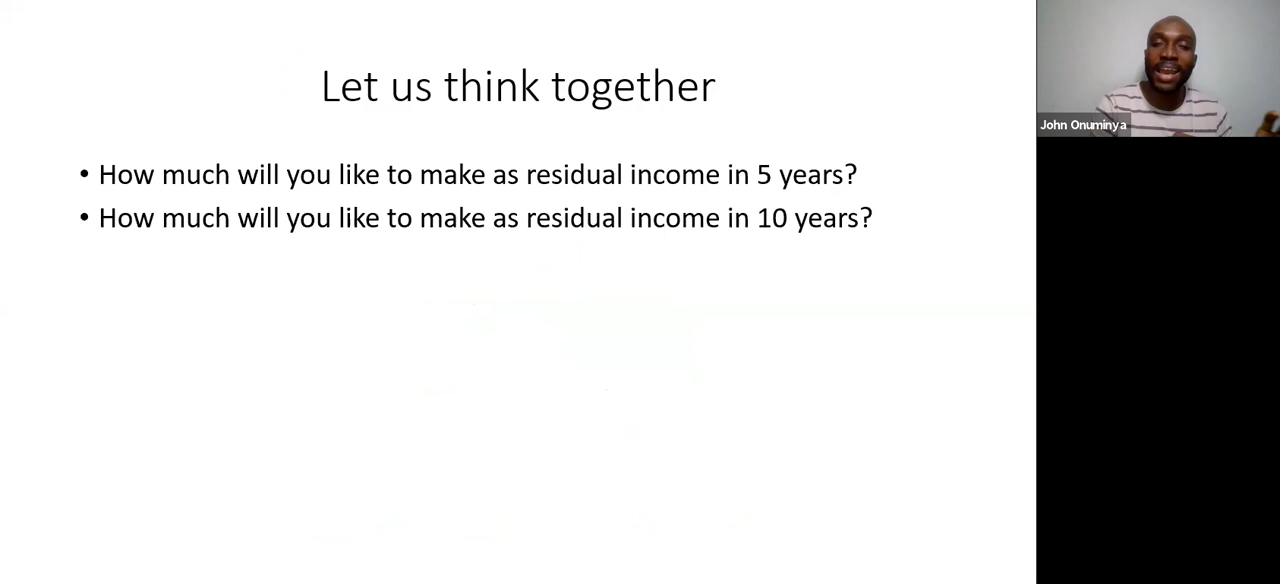 Let us think together
• How much will you like to make as residual income in 5 years?
• How much will you like to make as residual income in 10 years?
John Onuminya